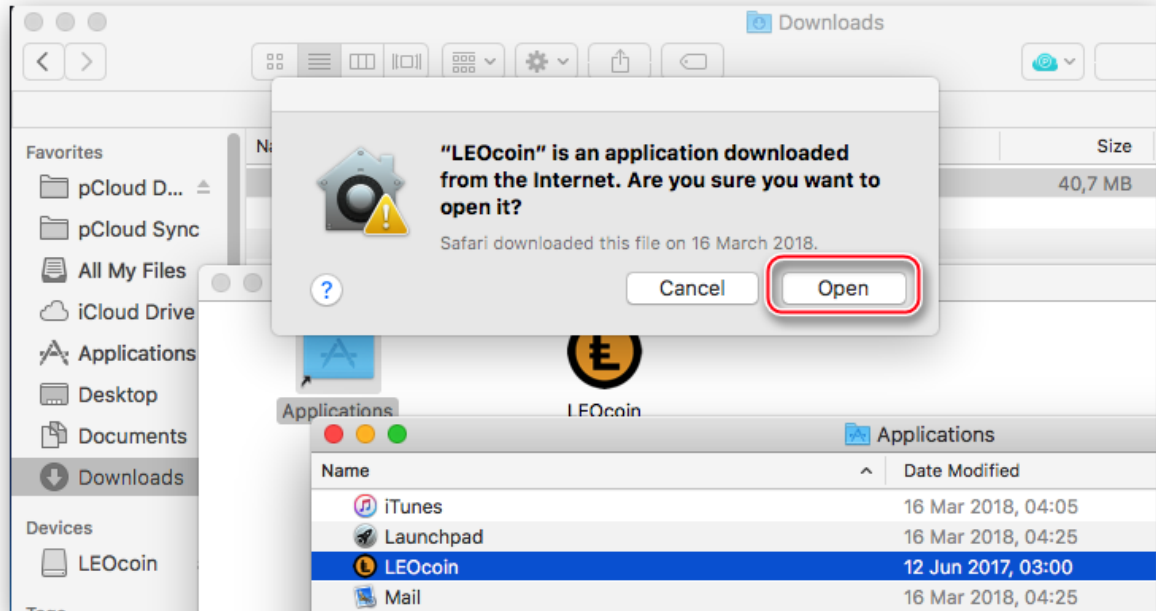 Downloads
Favorites
pCloud D...
pCloud Sync
All My Files
iCloud Drive
Applications
Desktop
Documents
Downloads
Devices
LEOcoin
Size
40,7 MB
“LEOcoin” is an application downloaded
from the Internet. Are you sure you want to
open it?
Safari downloaded this file on 16 March 2018.
?
Cancel
Open
Applications
LEOcoin
Applications
Name
Date Modified
iTunes
16 Mar 2018, 04:05
Launchpad
16 Mar 2018, 04:25
LEOcoin
12 Jun 2017, 03:00
Mail
16 Mar 2018, 04:25